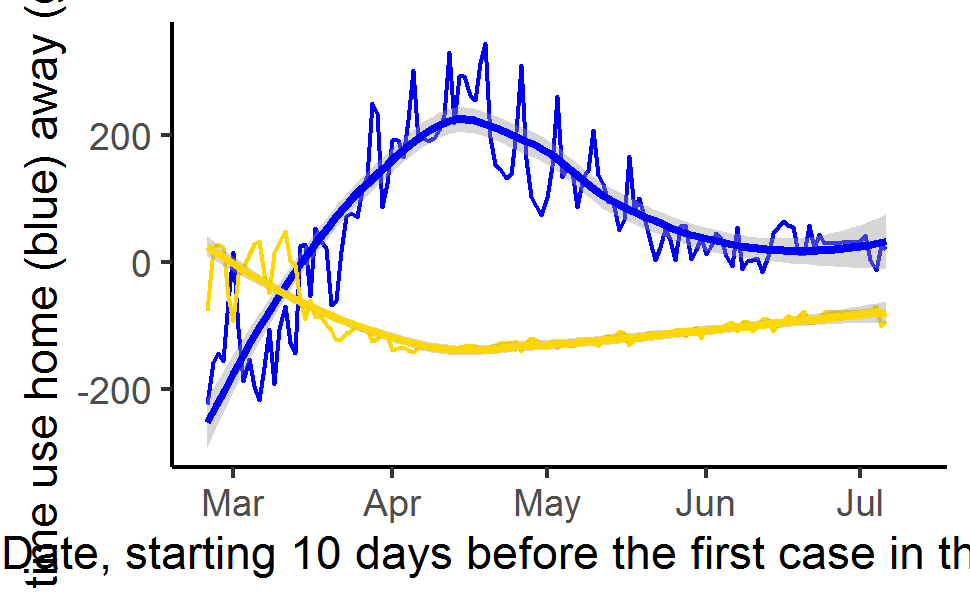 time use home (blue) away (
200
0
-200
Mar Apr May Jun Jul
Date, starting 10 days before the first case in th